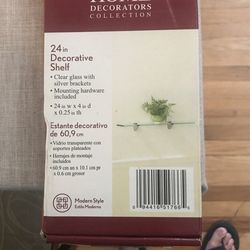 HOME
DECORATORS
COLLECTION
24 in
Decorative
Shelf
• Clear glass with
silver brackets
• Mounting hardware
included
• 24 in w x 4 in d
x 0.25 in th
Estante decorativo
de 60,9 cm
• Vidrio transparente con
soportes plateados
• Herrajes de montaje
incluidos
• 60.9 cm an x 10.1 cm pr
x 0.6 cm grosor
Modern Style
Estilo Moderno